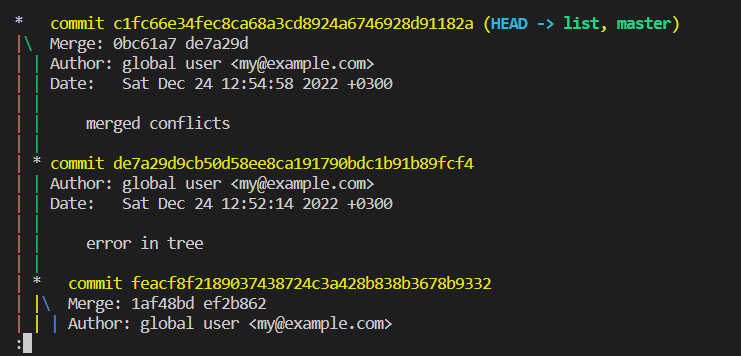 *   commit c1fc66e34fec8ca68a3cd8924a6746928d91182a (HEAD -> list, master)
|\  Merge: 0bc61a7 de7a29d
| | Author: global user <my@example.com>
| | Date:   Sat Dec 24 12:54:58 2022 +0300
| |
| |     merged conflicts
| |
| * commit de7a29d9cb50d58ee8ca191790bdc1b91b89fcf4
| | Author: global user <my@example.com>
| | Date:   Sat Dec 24 12:52:14 2022 +0300
| |
| |     error in tree
| |
| *   commit feacf8f2189037438724c3a428b838b3678b9332
| |\  Merge: 1af48bd ef2b862
| | | Author: global user <my@example.com>
: